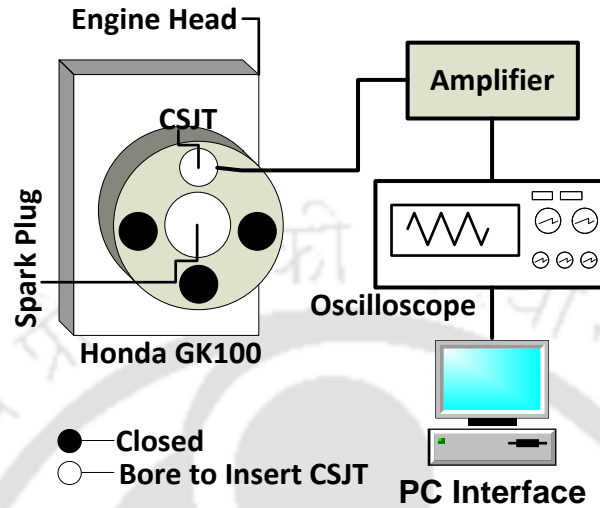 Engine Head
CSJT
Amplifier
Spark Plug
Oscilloscope
Honda GK100
Closed
Bore to Insert CSJT
PC Interface